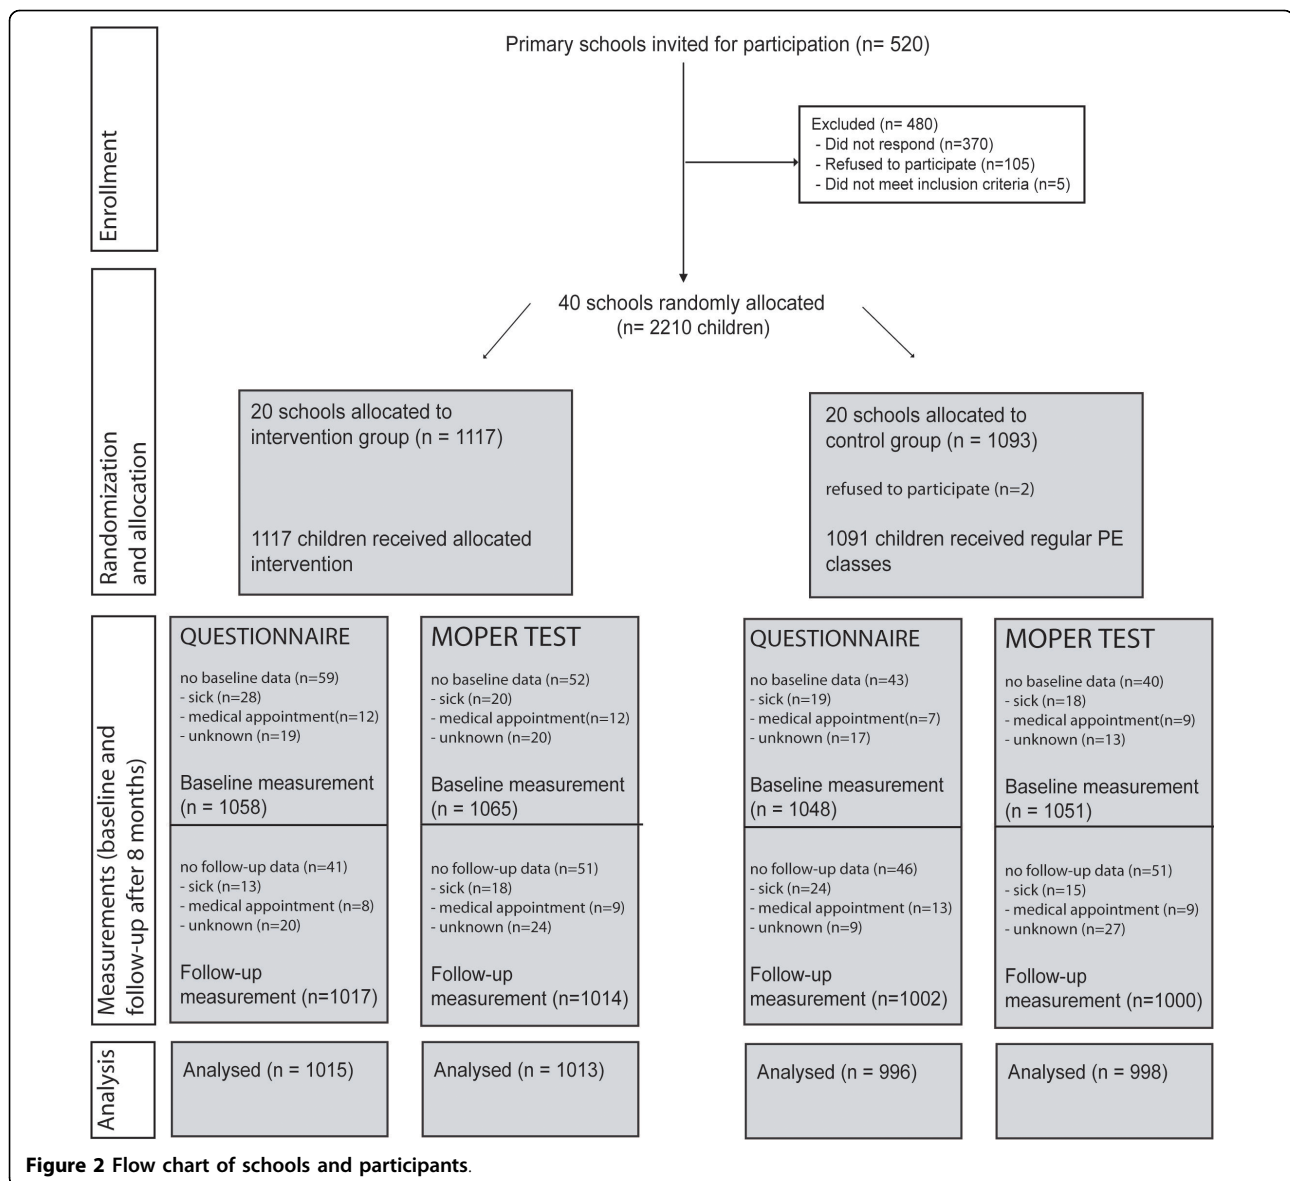 Enrollment
Primary schools invited for participation (n= 520)
Excluded (n= 480)
- Did not respond (n=370)
- Refused to participate (n=105)
- Did not meet inclusion criteria (n=5)
Randomization
and allocation
40 schools randomly allocated
(n= 2210 children)
20 schools allocated to
intervention group (n = 1117)
1117 children received allocated
intervention
20 schools allocated to
control group (n = 1093)
refused to participate (n=2)
1091 children received regular PE
classes
Measurements (baseline and
follow-up after 8 months)
QUESTIONNAIRE
no baseline data (n=59)
- sick (n=28)
- medical appointment(n=12)
- unknown (n=19)
Baseline measurement
(n = 1058)
no follow-up data (n=41)
- sick (n=13)
- medical appointment (n=8)
- unknown (n=20)
Follow-up
measurement (n=1017)
MOPER TEST
no baseline data (n=52)
- sick (n=20)
- medical appointment(n=12)
- unknown (n=20)
Baseline measurement
(n = 1065)
no follow-up data (n=51)
- sick (n=18)
- medical appointment (n=9)
- unknown (n=24)
Follow-up
measurement (n=1014)
QUESTIONNAIRE
no baseline data (n=43)
- sick (n=19)
- medical appointment(n=7)
- unknown (n=17)
Baseline measurement
(n = 1048)
no follow-up data (n=46)
- sick (n=24)
- medical appointment (n=13)
- unknown (n=9)
Follow-up
measurement (n=1002)
MOPER TEST
no baseline data (n=40)
- sick (n=18)
- medical appointment(n=9)
- unknown (n=13)
Baseline measurement
(n = 1051)
no follow-up data (n=51)
- sick (n=15)
- medical appointment (n=9)
- unknown (n=27)
Follow-up
measurement (n=1000)
Analysis
Analysed (n = 1015)
Analysed (n = 1013)
Analysed (n = 996)
Analysed (n = 998)
Figure 2 Flow chart of schools and participants.